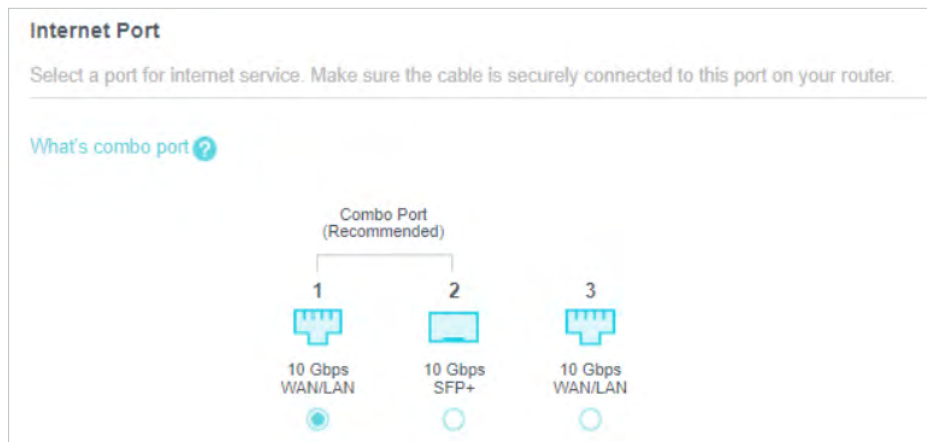 Internet Port
Select a port for internet service. Make sure the cable is securely connected to this port on your router.
What's combo port ?
Combo Port
(Recommended)
1 2 3
10 Gbps 10 Gbps 10 Gbps
WAN/LAN SFP+ WAN/LAN